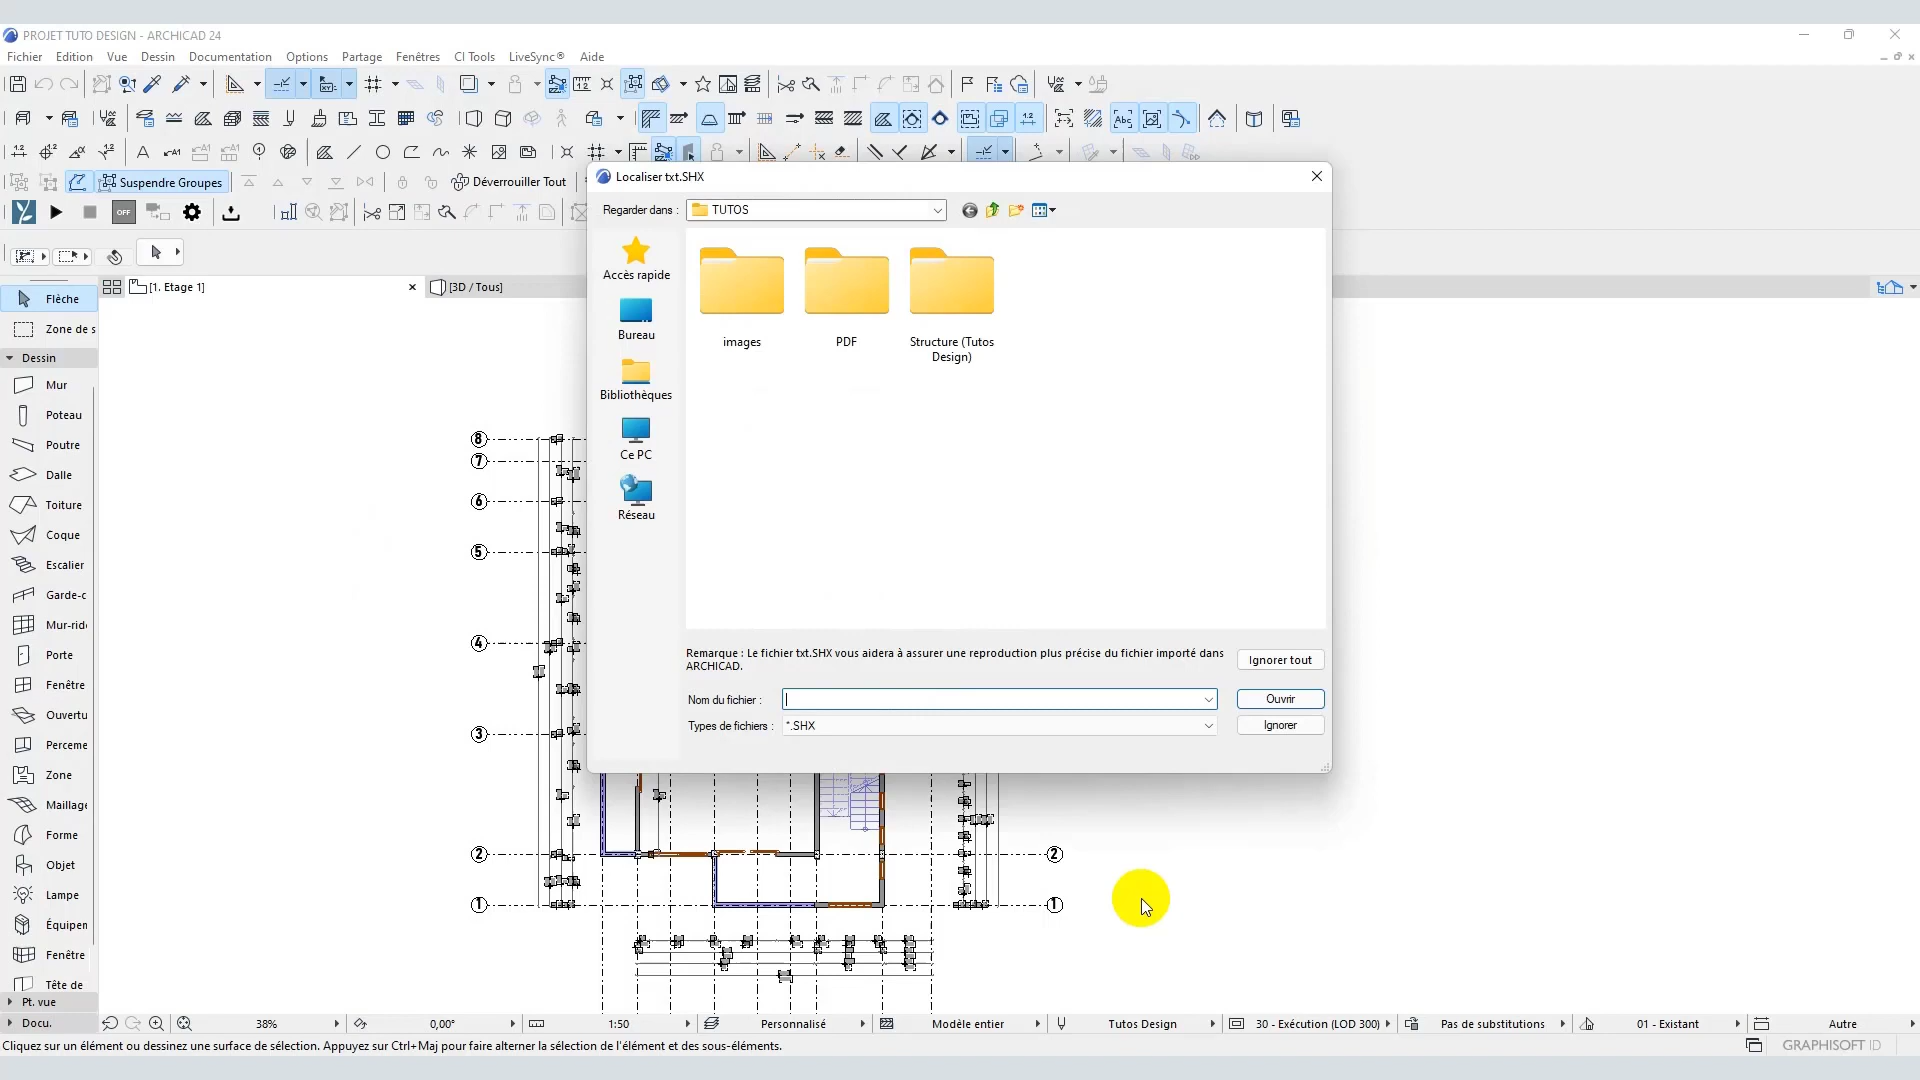 PROJET TUTO DESIGN - ARCHICAD 24
Fichier Edition Vue Dessin Documentation Options Partage Fenêtres CI Tools LiveSync® Aide
Suspendre Groupes
Déverrouiller Tout
OFF
[1. Etage 1]
[3D / Tous]
Flèche
Zone de s
Dessin
Mur
Poteau
Poutre
Dalle
Toiture
Coque
Escalier
Garde-c
Mur-ride
Porte
Fenêtre
Ouvertu
Perceme
Zone
Maillage
Forme
Objet
Lampe
Équipen
Fenêtre
Tête de
Pt. vue
Docu.
Localiser txt.SHX
Regarder dans : TUTOS
Accès rapide
Bureau
Bibliothèques
Ce PC
Réseau
images
PDF
Structure (Tutos
Design)
Remarque : Le fichier txt.SHX vous aidera à assurer une reproduction plus précise du fichier importé dans
ARCHICAD.
Ignorer tout
Nom du fichier :
Ouvrir
Types de fichiers : *.SHX
Ignorer
8
7
6
5
4
3
2
1
2
1
38% 0,00° 1:50 Personnalisé Modèle entier Tutos Design 30 - Exécution (LOD 300) Pas de substitutions 01 - Existant Autre
Cliquez sur un élément ou dessinez une surface de sélection. Appuyez sur Ctrl+Maj pour faire alterner la sélection de l'élément et des sous-éléments.
GRAPHISOFT ID